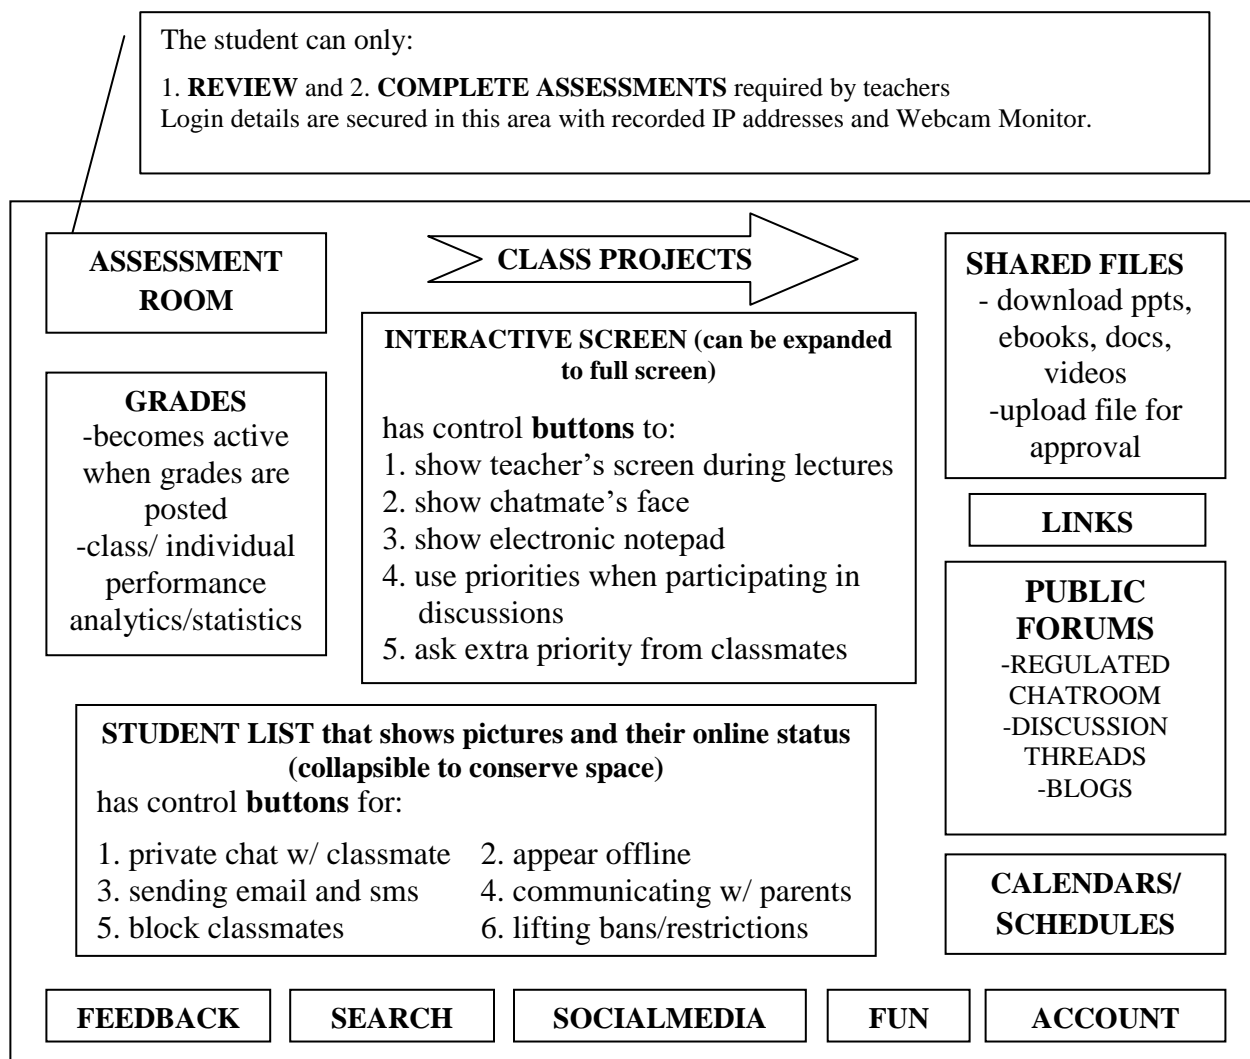 The student can only:
1. REVIEW and 2. COMPLETE ASSESSMENTS required by teachers
Login details are secured in this area with recorded IP addresses and Webcam Monitor.
ASSESSMENT
ROOM
CLASS PROJECTS
SHARED FILES
- download ppts,
ebooks, docs,
videos
-upload file for
approval
GRADES
-becomes active
when grades are
posted
-class/ individual
performance
analytics/statistics
INTERACTIVE SCREEN (can be expanded
to full screen)
has control buttons to:
1. show teacher’s screen during lectures
2. show chatmate’s face
3. show electronic notepad
4. use priorities when participating in
discussions
5. ask extra priority from classmates
LINKS
PUBLIC
FORUMS
-REGULATED
CHATROOM
-DISCUSSION
THREADS
-BLOGS
STUDENT LIST that shows pictures and their online status
(collapsible to conserve space)
has control buttons for:
1. private chat w/ classmate 2. appear offline
3. sending email and sms 4. communicating w/ parents
5. block classmates 6. lifting bans/restrictions
CALENDARS/
SCHEDULES
FEEDBACK SEARCH SOCIALMEDIA FUN ACCOUNT